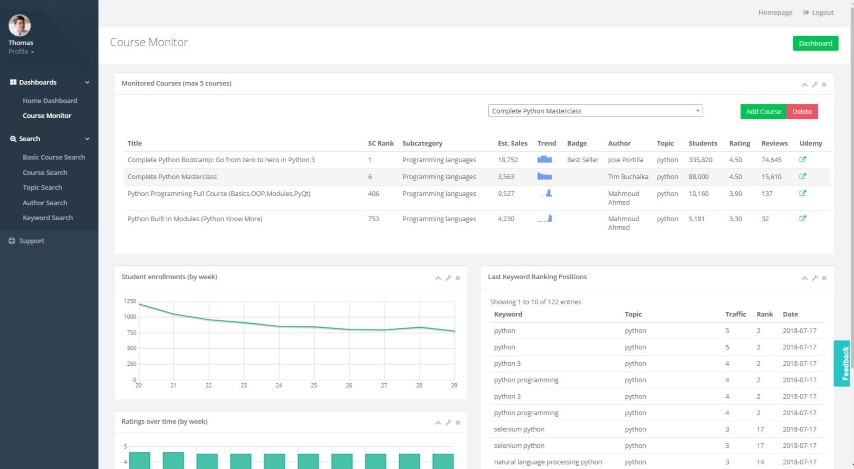 Homepage Logout
Thomas
Profile
Course Monitor
Dashboard
Dashboards
Home Dashboard
Course Monitor
Search
Basic Course Search
Course Search
Topic Search
Author Search
Keyword Search
Support
Monitored Courses (max 5 courses)
Complete Python Masterclass
Add Course Delete
Title SC Rank Subcategory Est. Sales Trend Badge Author Topic Students Rating Reviews Udemy
Complete Python Bootcamp: Go from zero to hero in Python 3 1 Programming languages 18,752 Best Seller Jose Portilla python 335,820 4.50 74,645
Complete Python Masterclass 6 Programming languages 3,563 Tim Buchalka python 88,000 4.50 15,610
Python Programming Full Course (Basics,OOP,Modules,PyQt) 406 Programming languages 9,527 Mahmoud Ahmed python 10,160 3.90 137
Python Built In Modules (Python Know More) 753 Programming languages 4,230 Mahmoud Ahmed python 5,181 3.30 32
Student enrollments (by week)
1250
1000
750
500
250
0
20 21 22 23 24 25 26 27 28 29
Ratings over time (by week)
5
4
Last Keyword Ranking Positions
Showing 1 to 10 of 122 entries
Keyword Topic Traffic Rank Date
python python 5 2 2018-07-17
python python 5 2 2018-07-17
python 3 python 4 2 2018-07-17
python programming python 4 2 2018-07-17
python 3 python 4 2 2018-07-17
python programming python 4 2 2018-07-17
selenium python python 3 17 2018-07-17
selenium python python 3 17 2018-07-17
natural language processing python python 3 14 2018-07-17
Feedback